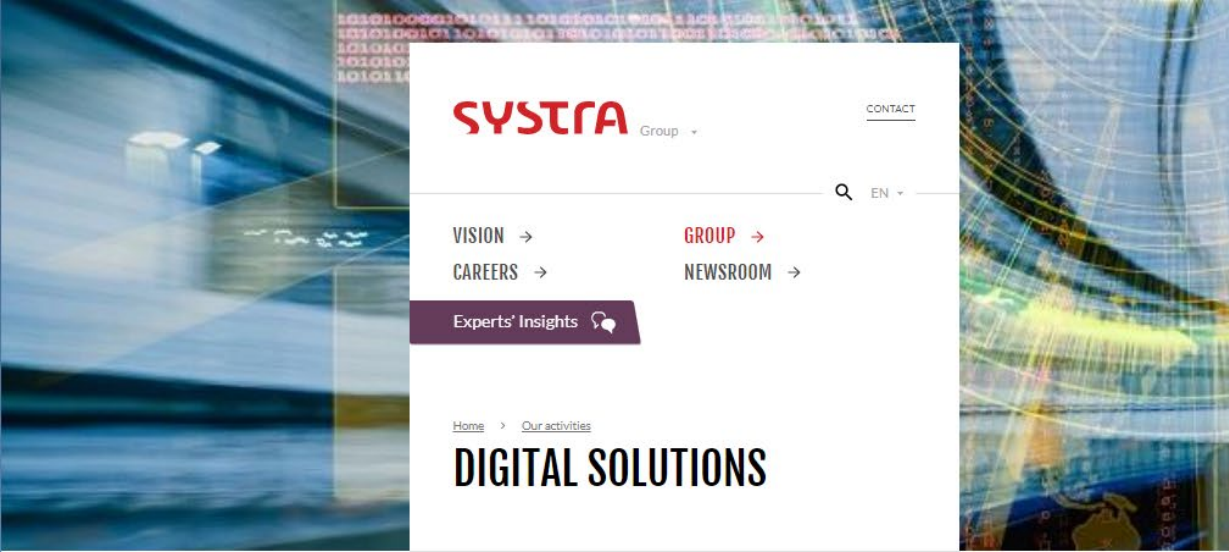 SYSTRA
Group
CONTACT
EN
VISION → GROUP →
CAREERS → NEWSROOM →
Experts' Insights
Home > Our activities
DIGITAL SOLUTIONS